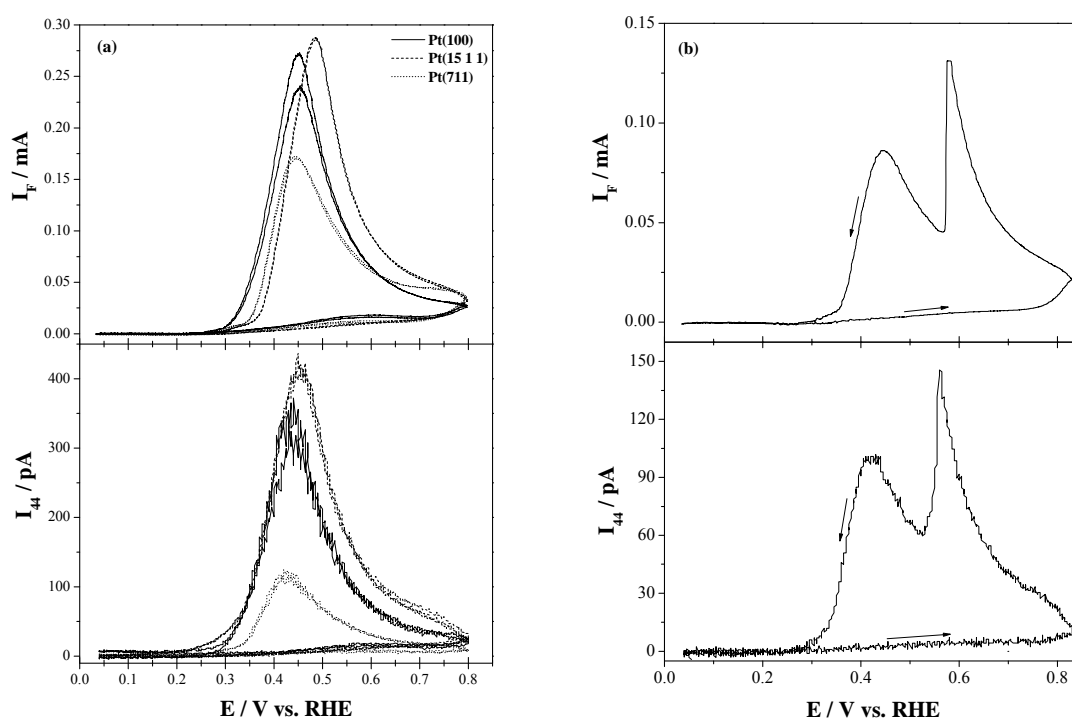 (a)
Pt(100)
Pt(15 1 1)
Pt(711)
0.30
0.25
0.20
0.15
0.10
0.05
0.00
I_F / mA
400
300
200
100
0
I_44 / pA
0.0 0.1 0.2 0.3 0.4 0.5 0.6 0.7 0.8
E / V vs. RHE
(b)
0.15
0.10
0.05
0.00
I_F / mA
150
120
90
60
30
0
I_44 / pA
0.0 0.2 0.4 0.6 0.8
E / V vs. RHE